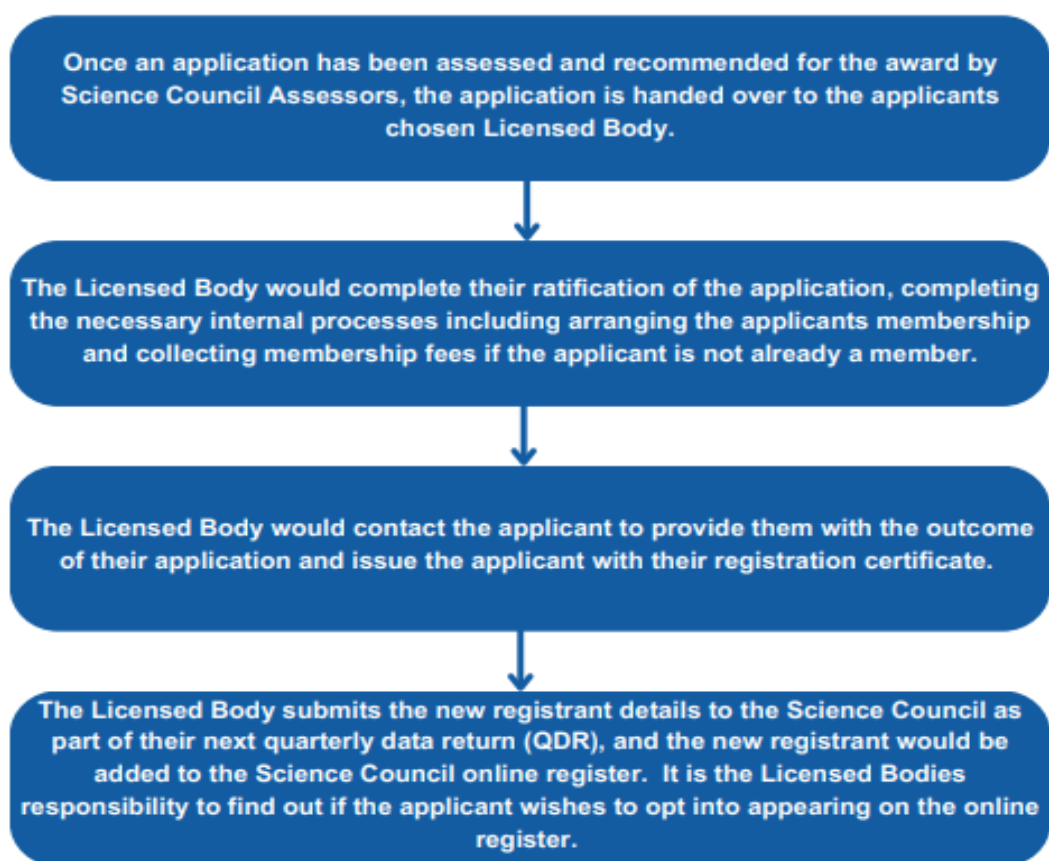 Once an application has been assessed and recommended for the award by
Science Council Assessors, the application is handed over to the applicants
chosen Licensed Body.
The Licensed Body would complete their ratification of the application, completing
the necessary internal processes including arranging the applicants membership
and collecting membership fees if the applicant is not already a member.
The Licensed Body would contact the applicant to provide them with the outcome
of their application and issue the applicant with their registration certificate.
The Licensed Body submits the new registrant details to the Science Council as
part of their next quarterly data return (QDR), and the new registrant would be
added to the Science Council online register.  It is the Licensed Bodies
responsibility to find out if the applicant wishes to opt into appearing on the online
register.